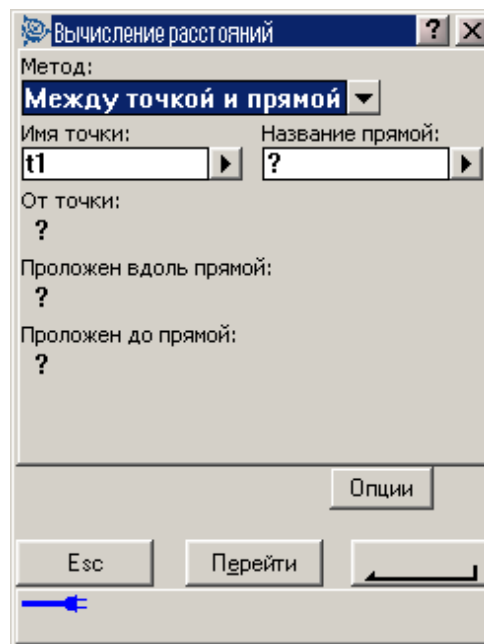 Вычисление расстояний ? X
Метод:
Между точкой и прямой
Имя точки: Название прямой:
t1 ?
От точки:
?
Проложен вдоль прямой:
?
Проложен до прямой:
?
Опции
Esc Перейти